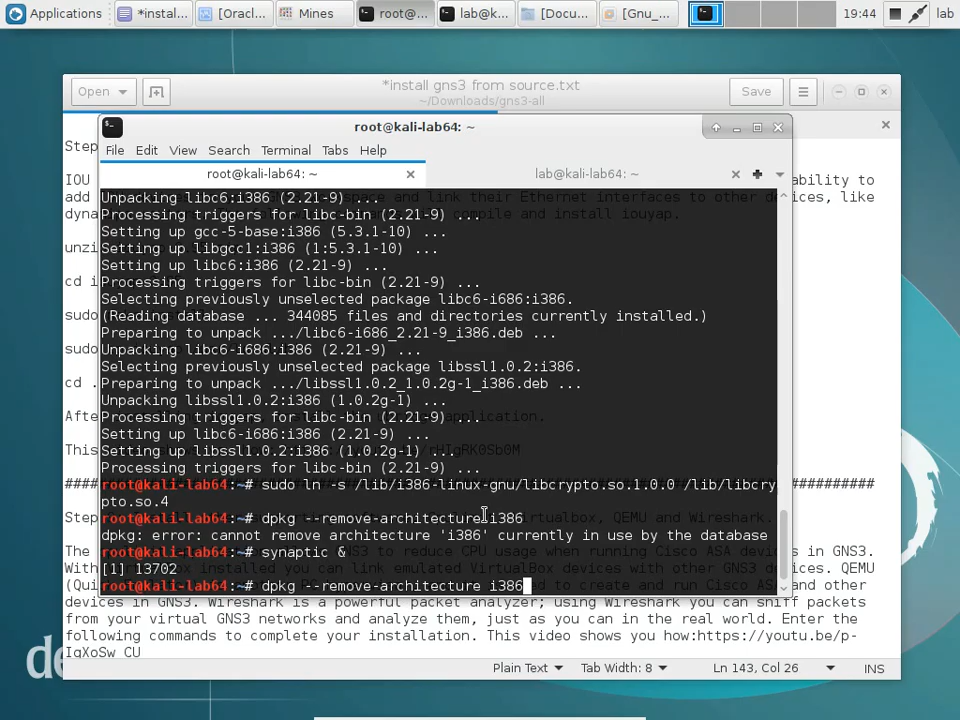 Applications
*instal...
[Oracl...
Mines
root@...
lab@k...
[Docu...
[Gnu_...
19:44
lab
Open
*install gns3 from source.txt
~/Downloads/gns3-all
Save
root@kali-lab64: ~
File Edit View Search Terminal Tabs Help
root@kali-lab64: ~
lab@kali-lab64: ~
Unpacking libc6:i386 (2.21-9) ...
Processing triggers for libc-bin (2.21-9) ...
Setting up gcc-5-base:i386 (5.3.1-10) ...
Setting up libgcc1:i386 (1:5.3.1-10) ...
Setting up libc6:i386 (2.21-9) ...
Processing triggers for libc-bin (2.21-9) ...
Selecting previously unselected package libc6-i686:i386.
(Reading database ... 344085 files and directories currently installed.)
Preparing to unpack .../libc6-i686_2.21-9_i386.deb ...
Unpacking libc6-i686:i386 (2.21-9) ...
Selecting previously unselected package libssl1.0.2:i386.
Preparing to unpack .../libssl1.0.2_1.0.2g-1_i386.deb ...
Unpacking libssl1.0.2:i386 (1.0.2g-1) ...
Processing triggers for libc-bin (2.21-9) ...
Setting up libc6-i686:i386 (2.21-9) ...
Setting up libssl1.0.2:i386 (1.0.2g-1) ...
Processing triggers for libc-bin (2.21-9) ...
root@kali-lab64:~# sudo ln -s /lib/i386-linux-gnu/libcrypto.so.1.0.0 /lib/libcry
pto.so.4
root@kali-lab64:~# dpkg --remove-architecture i386
dpkg: error: cannot remove architecture 'i386' currently in use by the database
root@kali-lab64:~# synaptic &
[1] 13702
root@kali-lab64:~# dpkg --remove-architecture i386
Step
IOU
ability to
add
like
unzi
cd i
sudo
sudo
cd .
The
in GNS3.
With
QEMU
(Qui
and other
devices in GNS3. Wireshark is a powerful packet analyzer; using Wireshark you can sniff packets
from your virtual GNS3 networks and analyze them, just as you can in the real world. Enter the
following commands to complete your installation. This video shows you how:https://youtu.be/p-
IqXoSw CU
de
Plain Text
Tab Width: 8
Ln 143, Col 26
INS